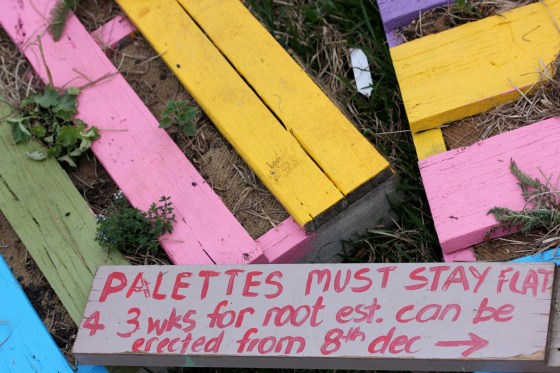 PALETTES MUST STAY FLAT
4 3 wks for root est. can be
erected from 8th dec →